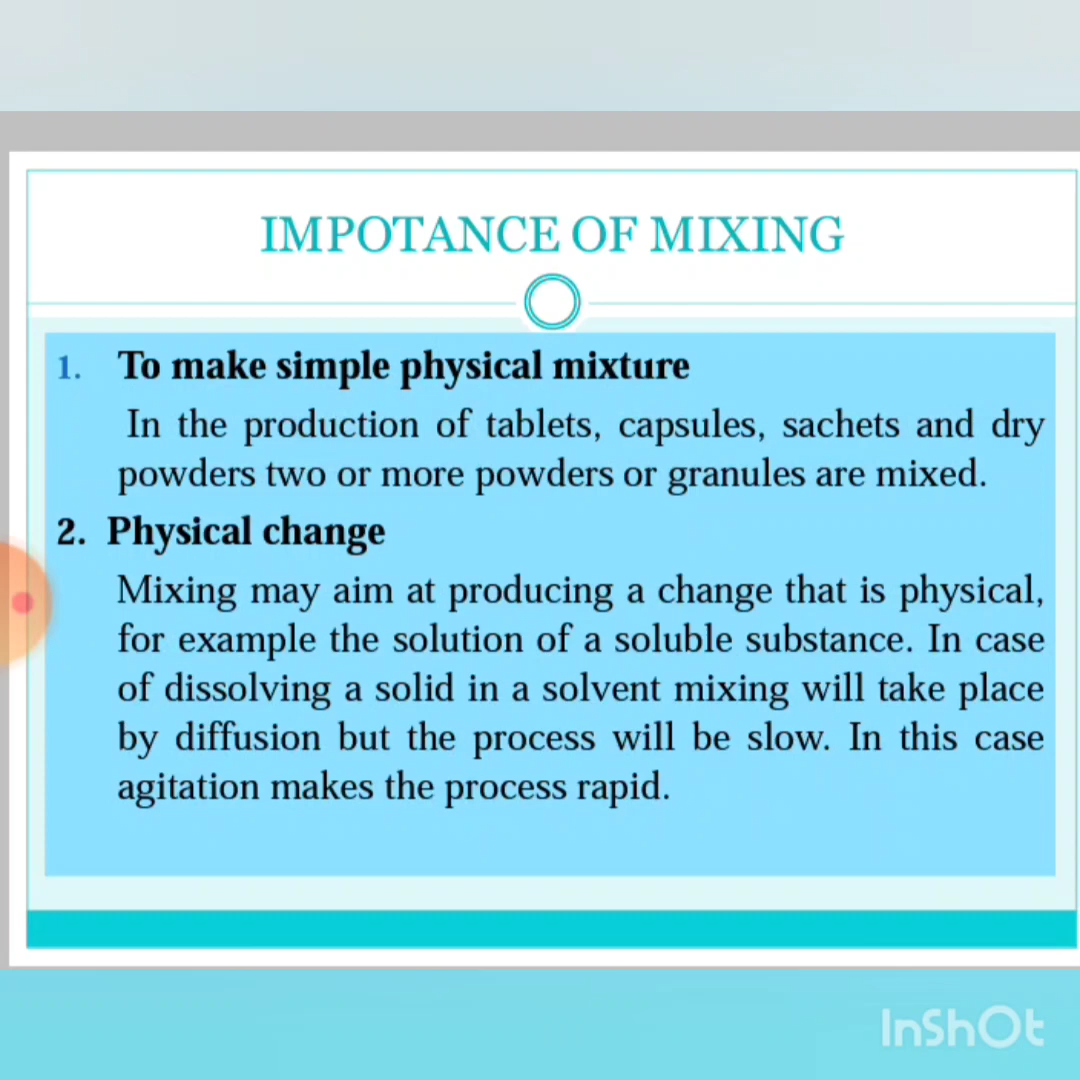 IMPOTANCE OF MIXING
1. To make simple physical mixture
In the production of tablets, capsules, sachets and dry
powders two or more powders or granules are mixed.
2. Physical change
Mixing may aim at producing a change that is physical,
for example the solution of a soluble substance. In case
of dissolving a solid in a solvent mixing will take place
by diffusion but the process will be slow. In this case
agitation makes the process rapid.
InShOt